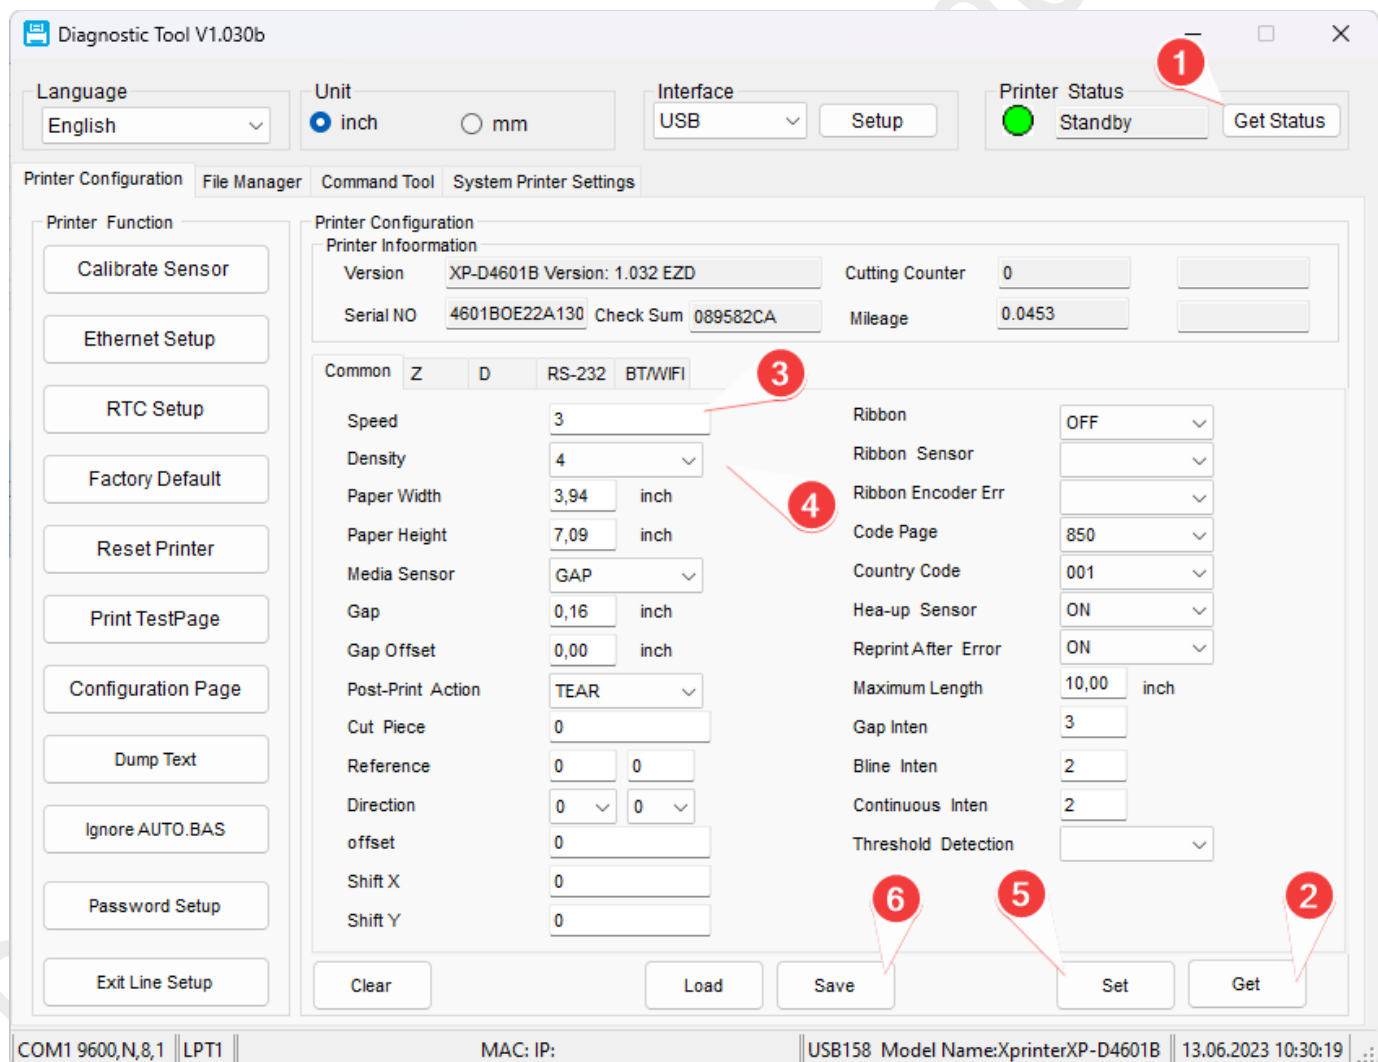 Diagnostic Tool V1.030b
1
Language
Unit
Interface
Printer Status
English
inch
mm
USB
Setup
Standby
Get Status
Printer Configuration
File Manager
Command Tool
System Printer Settings
Printer Function
Calibrate Sensor
Ethernet Setup
RTC Setup
Factory Default
Reset Printer
Print TestPage
Configuration Page
Dump Text
Ignore AUTO.BAS
Password Setup
Exit Line Setup
Printer Configuration
Printer Infoormation
Version XP-D4601B Version: 1.032 EZD
Cutting Counter 0
Serial NO 4601BOE22A130 Check Sum 089582CA
Mileage 0.0453
Common Z D RS-232 BT/WIFI
3
Speed 3
Density 4
4
Paper Width 3,94 inch
Paper Height 7,09 inch
Media Sensor GAP
Gap 0,16 inch
Gap Offset 0,00 inch
Post-Print Action TEAR
Cut Piece 0
Reference 0 0
Direction 0 0
offset 0
Shift X 0
Shift Y 0
Ribbon OFF
Ribbon Sensor
Ribbon Encoder Err
Code Page 850
Country Code 001
Hea-up Sensor ON
Reprint After Error ON
Maximum Length 10,00 inch
Gap Inten 3
Bline Inten 2
Continuous Inten 2
Threshold Detection
6
5
2
Clear
Load
Save
Set
Get
COM1 9600,N,8,1 LPT1 MAC: IP: USB158 Model Name:XprinterXP-D4601B 13.06.2023 10:30:19